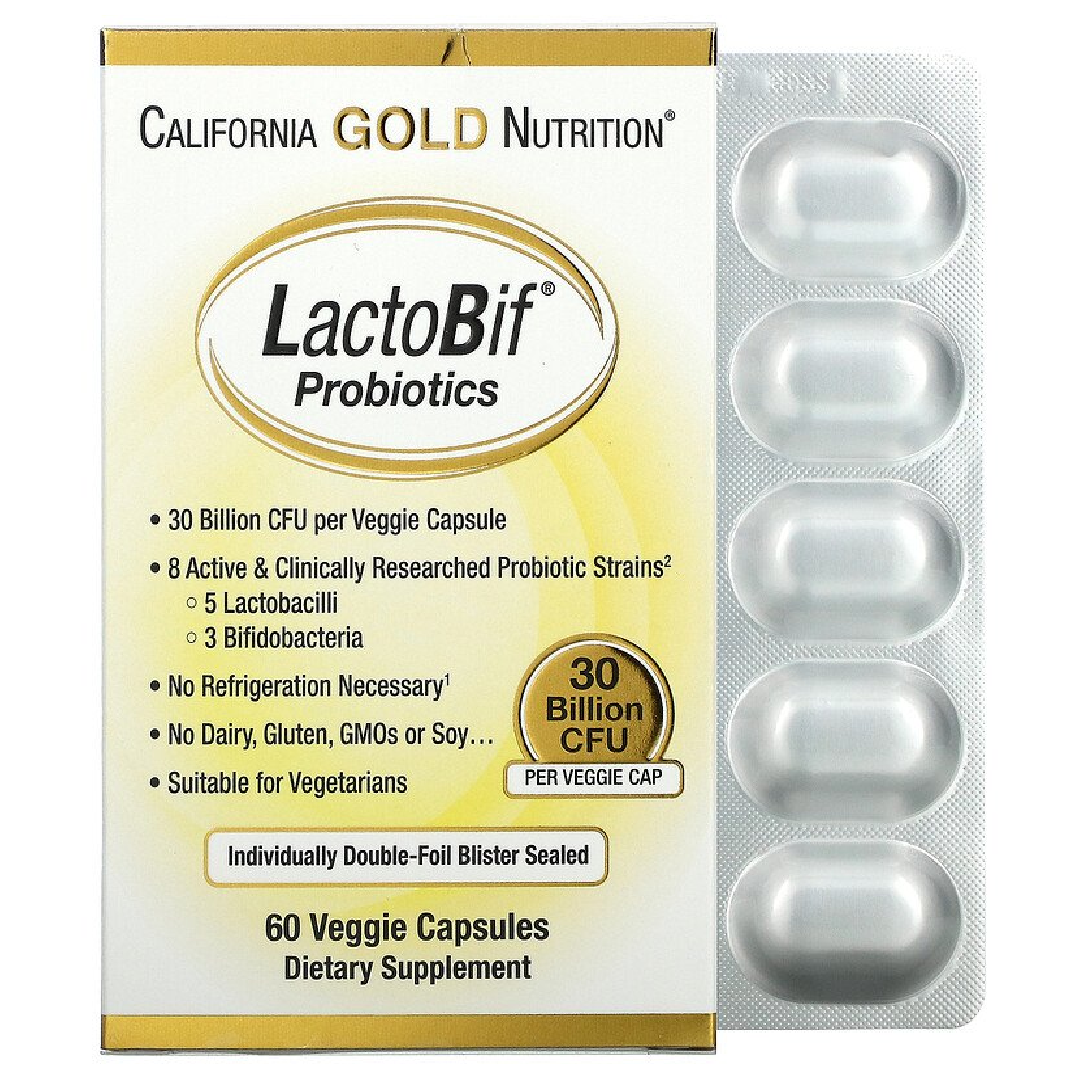 CALIFORNIA GOLD NUTRITION®
LactoBif®
Probiotics
• 30 Billion CFU per Veggie Capsule
• 8 Active & Clinically Researched Probiotic Strains²
○ 5 Lactobacilli
○ 3 Bifidobacteria
• No Refrigeration Necessary¹
• No Dairy, Gluten, GMOs or Soy...
• Suitable for Vegetarians
30
Billion
CFU
PER VEGGIE CAP
Individually Double-Foil Blister Sealed
60 Veggie Capsules
Dietary Supplement